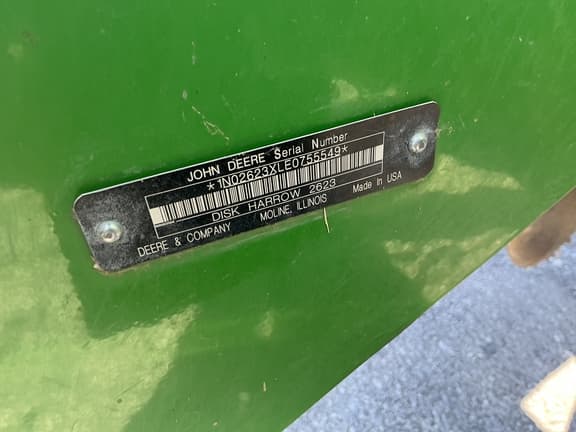 JOHN DEERE Serial Number
*1N02623XLE0755549*
DISK HARROW 2623
DEERE & COMPANY MOLINE, ILLINOIS Made In USA